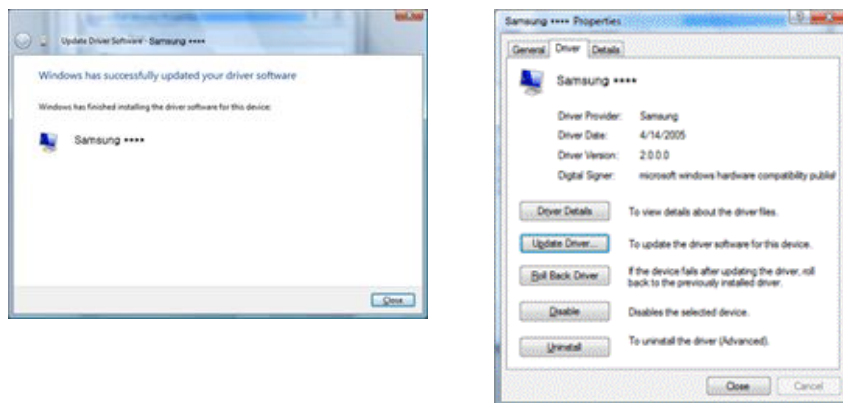 Update Driver Software - Samsung ****
Windows has successfully updated your driver software
Windows has finished installing the driver software for this device:
Samsung ****
Close
Samsung **** Properties
General Driver Details
Samsung ****
Driver Provider: Samsung
Driver Date: 4/14/2005
Driver Version: 2.0.0.0
Digital Signer: microsoft windows hardware compatibility publisl
Driver Details To view details about the driver files.
Update Driver... To update the driver software for this device.
Roll Back Driver If the device fails after updating the driver, roll
back to the previously installed driver.
Disable Disables the selected device.
Uninstall To uninstall the driver (Advanced).
Close Cancel